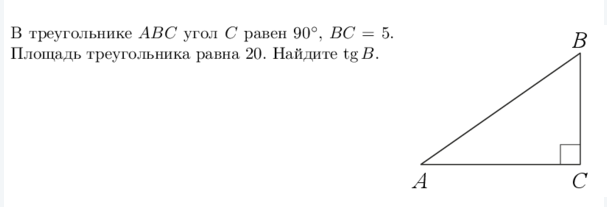 В треугольнике ABC угол C равен 90°, BC = 5.
Площадь треугольника равна 20. Найдите tg B.
B
A
C